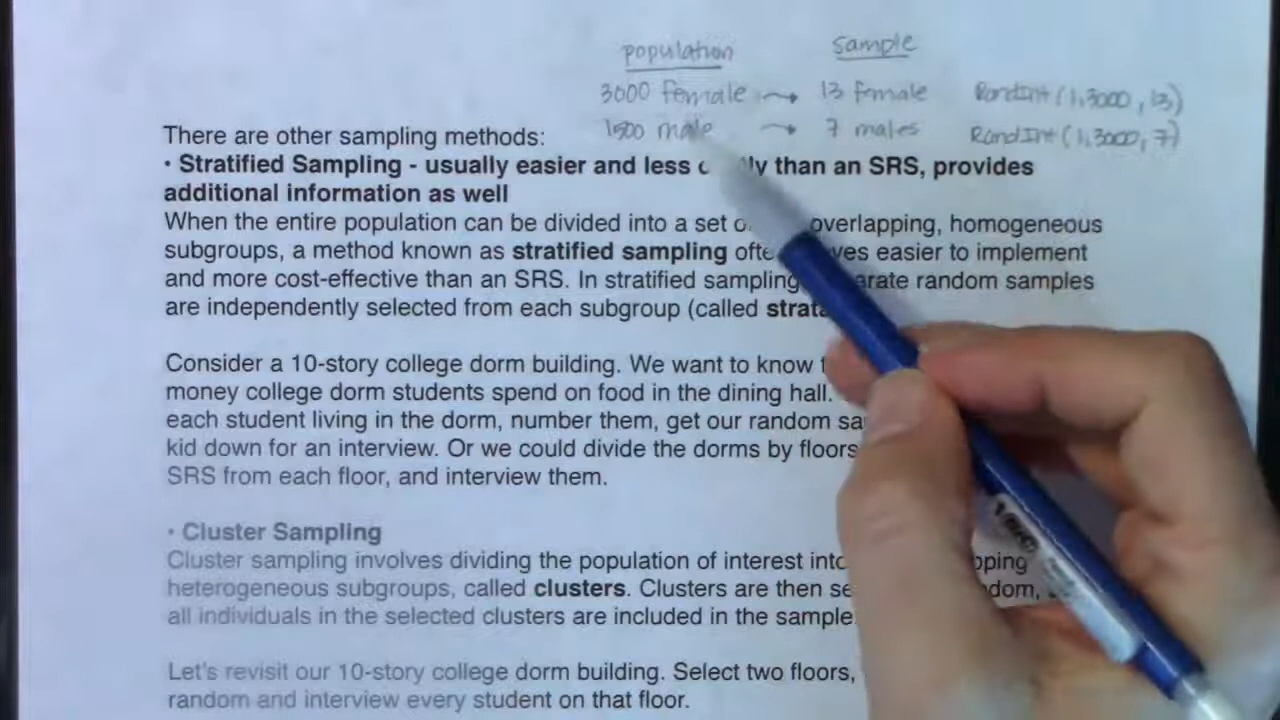 population sample
3000 female → 13 female RandInt(1,3000,13)
1500 male → 7 males RandInt(1,3000,7)
There are other sampling methods:
• Stratified Sampling - usually easier and less than an SRS, provides
additional information as well
When the entire population can be divided into a set overlapping, homogeneous
subgroups, a method known as stratified sampling easier to implement
and more cost-effective than an SRS. In stratified sampling random samples
are independently selected from each subgroup (called
Consider a 10-story college dorm building. We want to know
money college dorm students spend on food in the dining hall.
each student living in the dorm, number them, get our random
kid down for an interview. Or we could divide the dorms by floors
SRS from each floor, and interview them.
• Cluster Sampling
Cluster sampling involves dividing the population of interest
heterogeneous subgroups, called clusters. Clusters are then
all individuals in the selected clusters are included in the sample
Let's revisit our 10-story college dorm building. Select two floors,
random and interview every student on that floor.